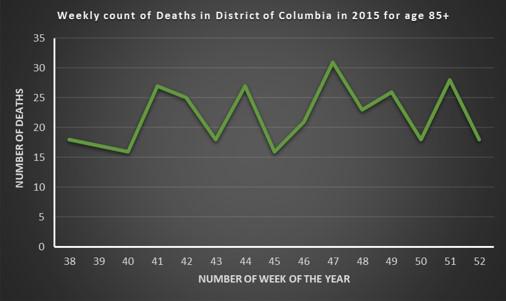 Weekly count of Deaths in District of Columbia in 2015 for age 85+
NUMBER OF DEATHS
35
30
25
20
15
10
5
0
38 39 40 41 42 43 44 45 46 47 48 49 50 51 52
NUMBER OF WEEK OF THE YEAR